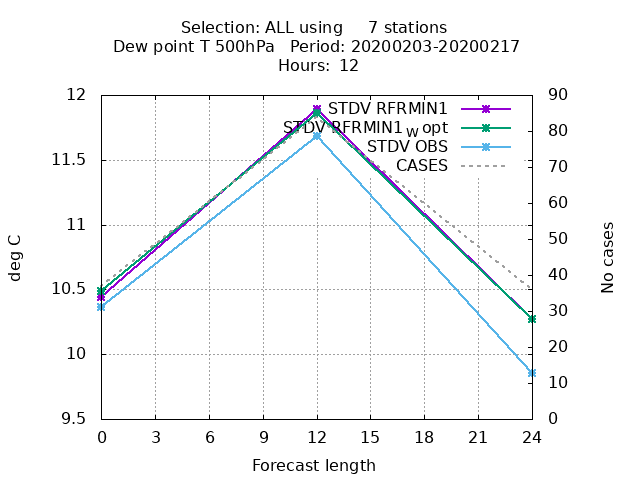 Selection: ALL using     7 stations
Dew point T 500hPa   Period: 20200203-20200217
Hours:  12
STDV RFRMIN1
STDV RFRMIN1_w opt
STDV OBS
CASES
12
11.5
11
10.5
10
9.5
90
80
70
60
50
40
30
20
10
0
deg C
No cases
0 3 6 9 12 15 18 21 24
Forecast length